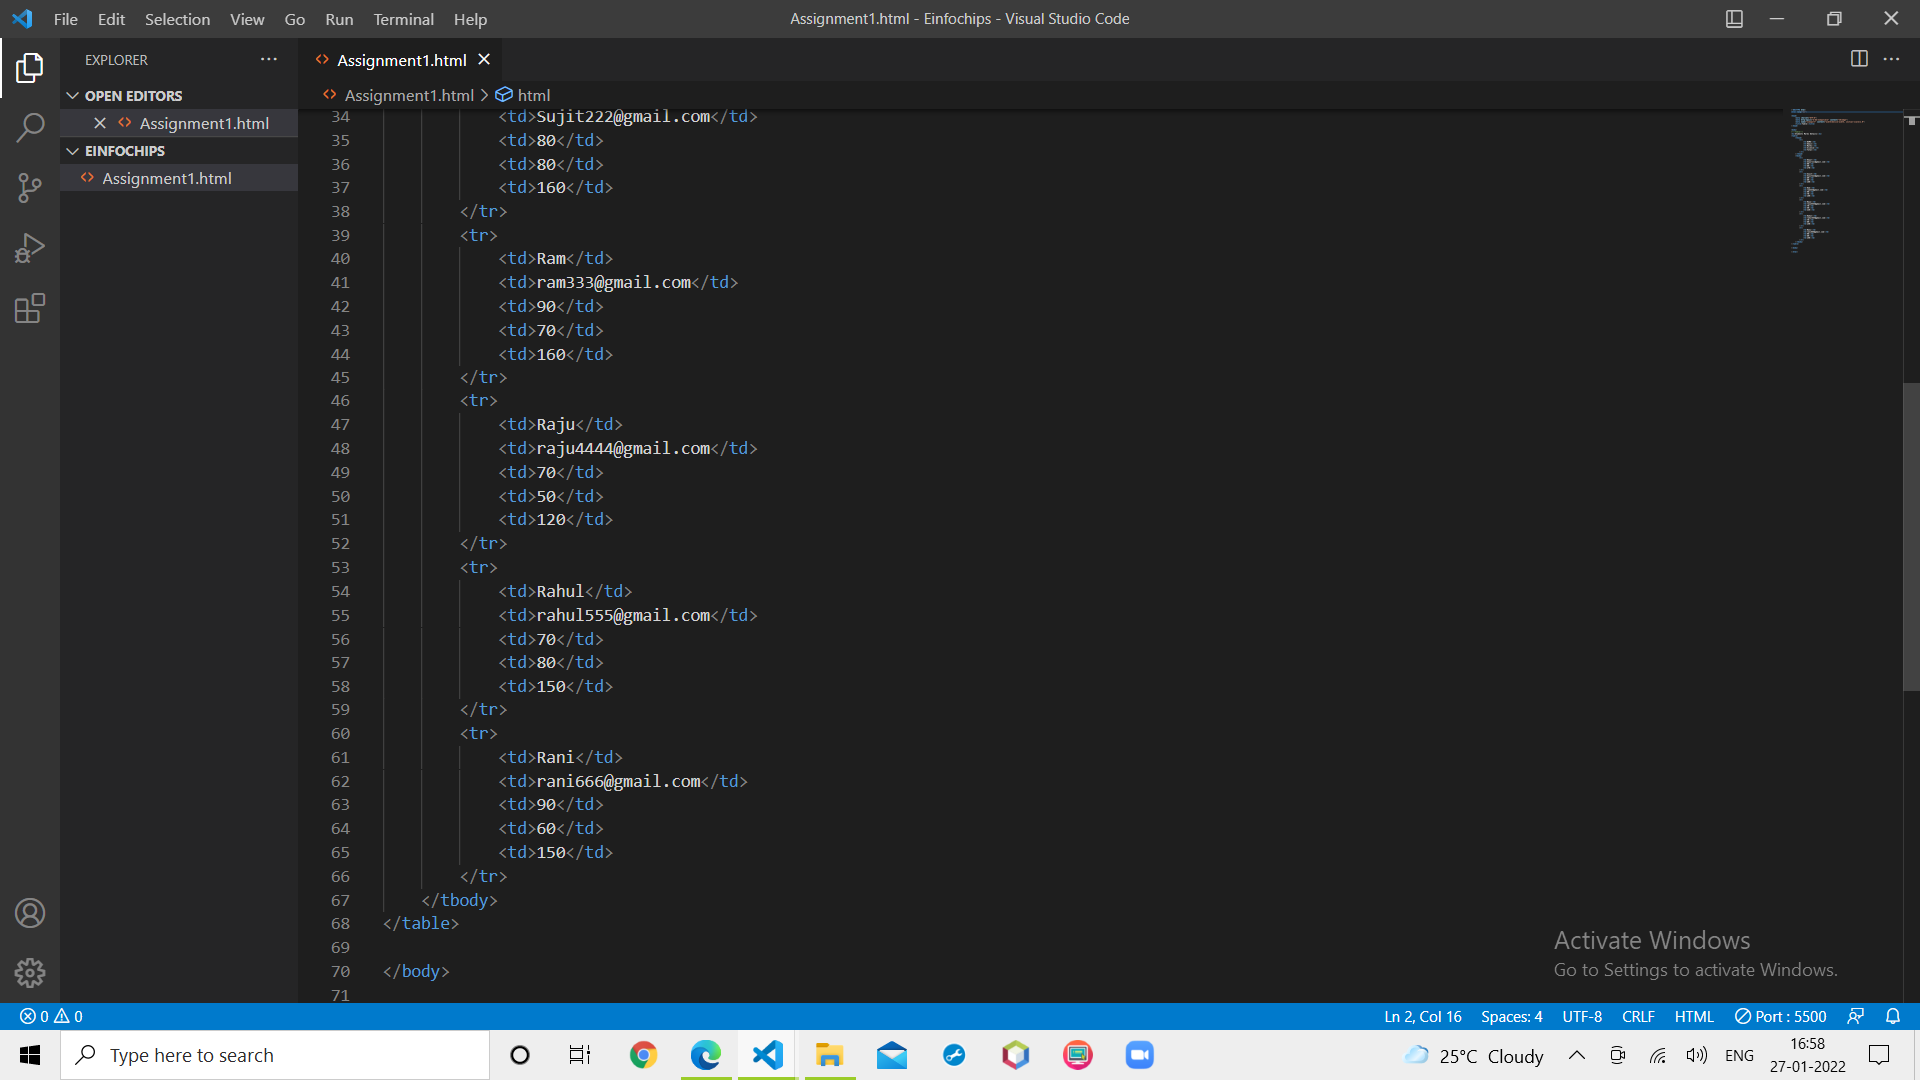 File Edit Selection View Go Run Terminal Help
Assignment1.html - Einfochips - Visual Studio Code
EXPLORER
OPEN EDITORS
Assignment1.html
EINFOCHIPS
Assignment1.html
Assignment1.html
Assignment1.html > html
34 <td>Sujit222@gmail.com</td>
35 <td>80</td>
36 <td>80</td>
37 <td>160</td>
38 </tr>
39 <tr>
40 <td>Ram</td>
41 <td>ram333@gmail.com</td>
42 <td>90</td>
43 <td>70</td>
44 <td>160</td>
45 </tr>
46 <tr>
47 <td>Raju</td>
48 <td>raju4444@gmail.com</td>
49 <td>70</td>
50 <td>50</td>
51 <td>120</td>
52 </tr>
53 <tr>
54 <td>Rahul</td>
55 <td>rahul555@gmail.com</td>
56 <td>70</td>
57 <td>80</td>
58 <td>150</td>
59 </tr>
60 <tr>
61 <td>Rani</td>
62 <td>rani666@gmail.com</td>
63 <td>90</td>
64 <td>60</td>
65 <td>150</td>
66 </tr>
67 </tbody>
68 </table>
69
70 </body>
71
Activate Windows
Go to Settings to activate Windows.
0 0 Ln 2, Col 16 Spaces: 4 UTF-8 CRLF HTML Port : 5500
Type here to search
25°C Cloudy ENG
16:58
27-01-2022